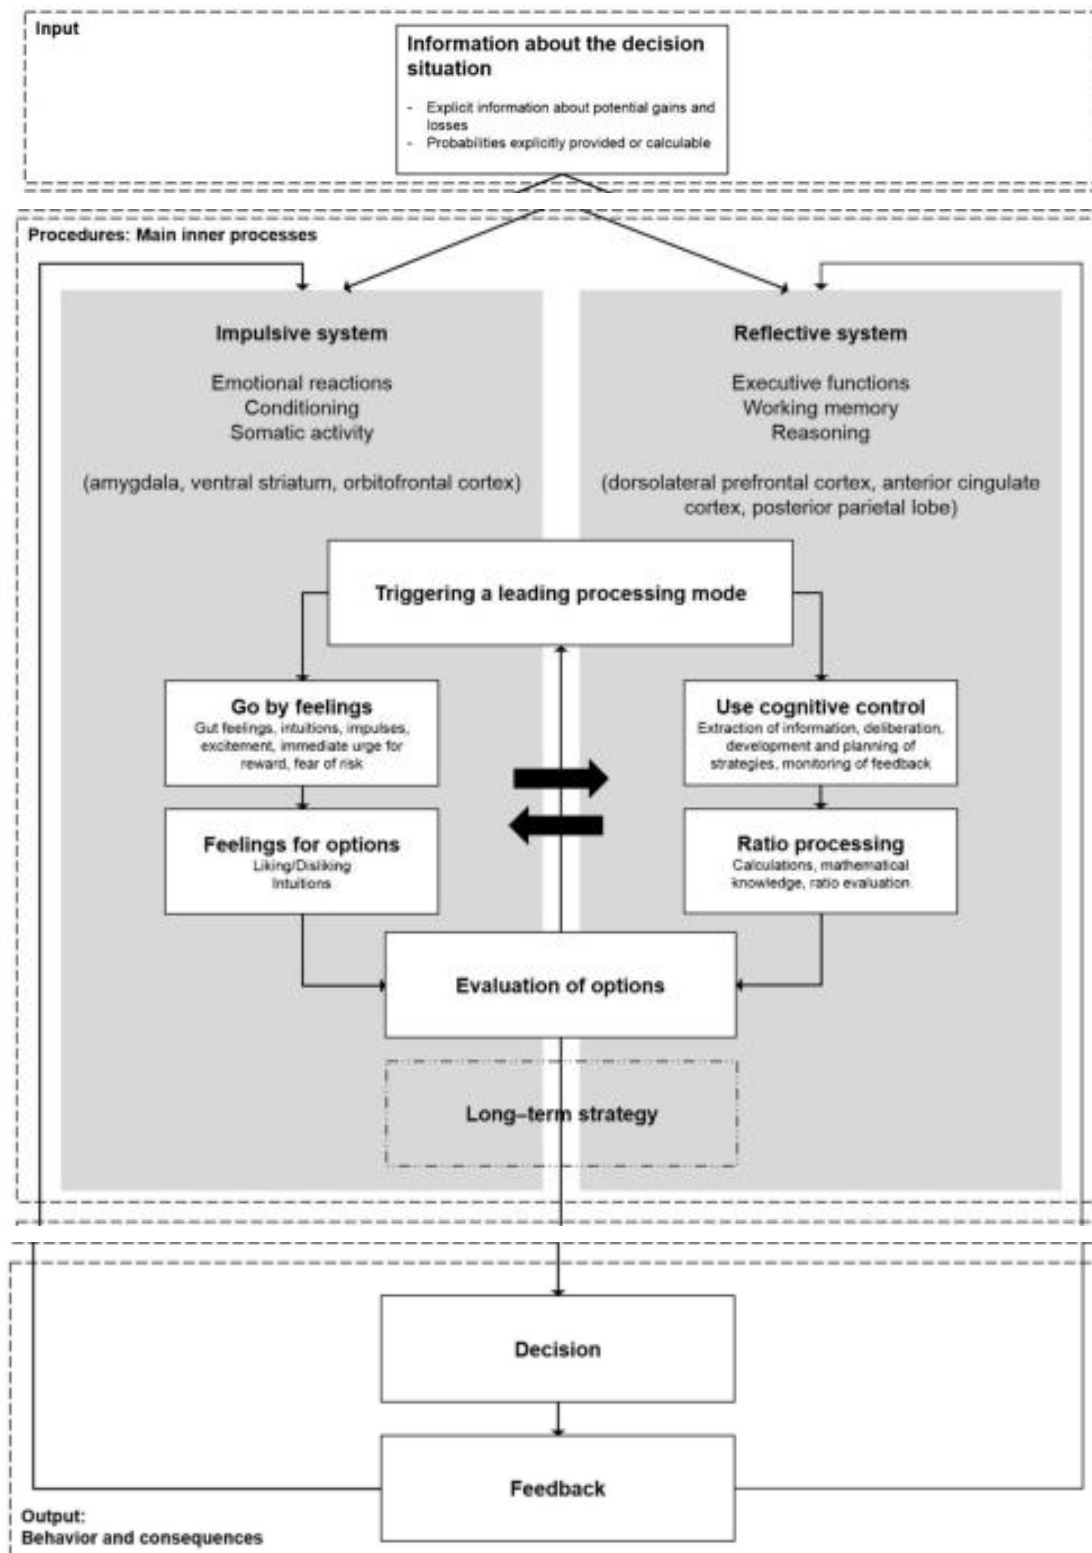 Input
Information about the decision
situation
- Explicit information about potential gains and
losses
- Probabilities explicitly provided or calculable
Procedures: Main inner processes
Impulsive system
Emotional reactions
Conditioning
Somatic activity
(amygdala, ventral striatum, orbitofrontal cortex)
Reflective system
Executive functions
Working memory
Reasoning
(dorsolateral prefrontal cortex, anterior cingulate
cortex, posterior parietal lobe)
Triggering a leading processing mode
Go by feelings
Gut feelings, intuitions, impulses,
excitement, immediate urge for
reward, fear of risk
Use cognitive control
Extraction of information, deliberation,
development and planning of
strategies, monitoring of feedback
Feelings for options
Liking/Disliking
Intuitions
Ratio processing
Calculations, mathematical
knowledge, ratio evaluation.
Evaluation of options
Long–term strategy
Decision
Feedback
Output:
Behavior and consequences